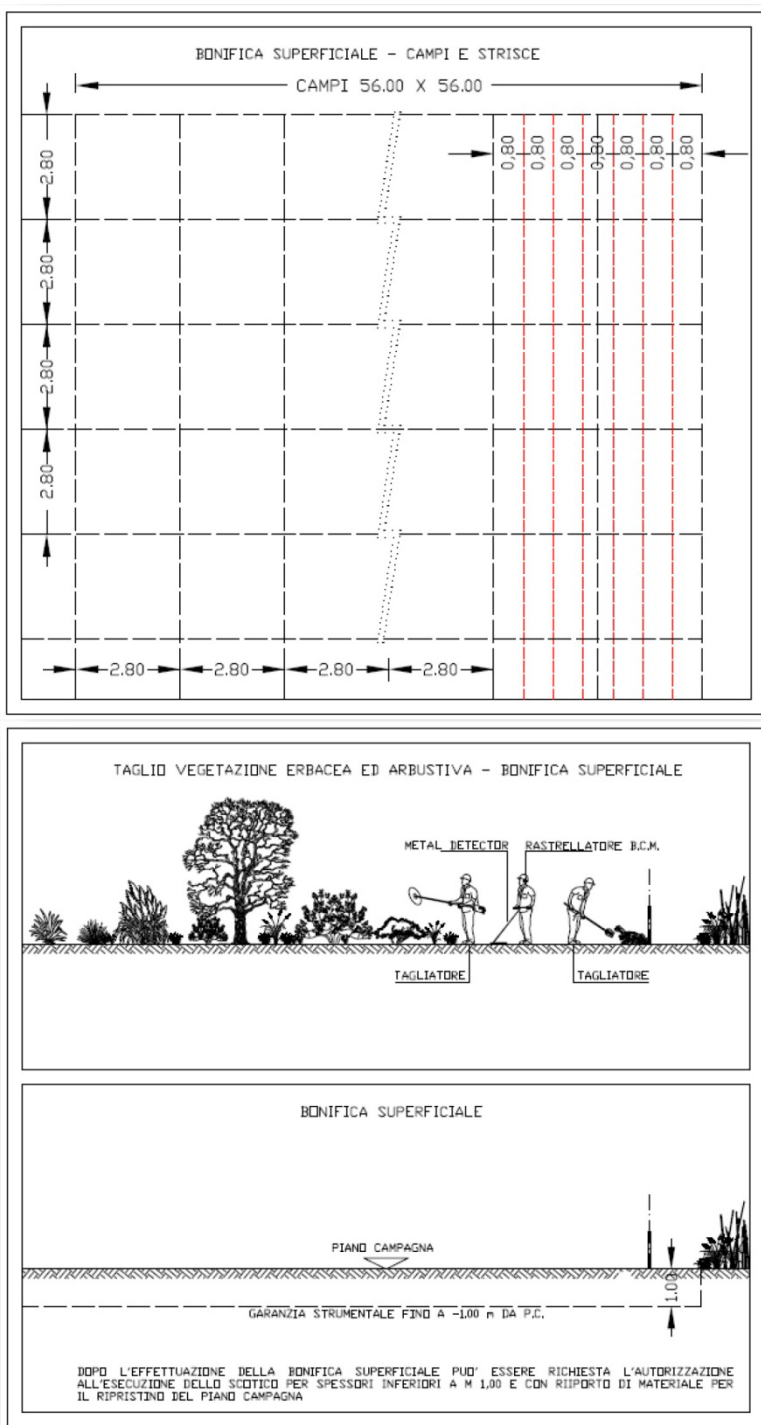 BONIFICA SUPERFICIALE - CAMPI E STRISCE
CAMPI 56.00 X 56.00
0,80 0,80 0,80 0,80 0,80 0,80 0,80
2.80
2.80
2.80
2.80
2.80 2.80 2.80 2.80
TAGLIO VEGETAZIONE ERBACEA ED ARBUSTIVA - BONIFICA SUPERFICIALE
METAL DETECTOR RASTRELLATORE B.C.M.
TAGLIATORE TAGLIATORE
BONIFICA SUPERFICIALE
PIANO CAMPAGNA
1.00
GARANZIA STRUMENTALE FINO A -1.00 m DA P.C.
DOPO L'EFFETTUAZIONE DELLA BONIFICA SUPERFICIALE PUO' ESSERE RICHIESTA L'AUTORIZZAZIONE
ALL'ESECUZIONE DELLO SCOTICO PER SPESSORI INFERIORI A M 1,00 E CON RIIPORTO DI MATERIALE PER
IL RIPRISTINO DEL PIANO CAMPAGNA